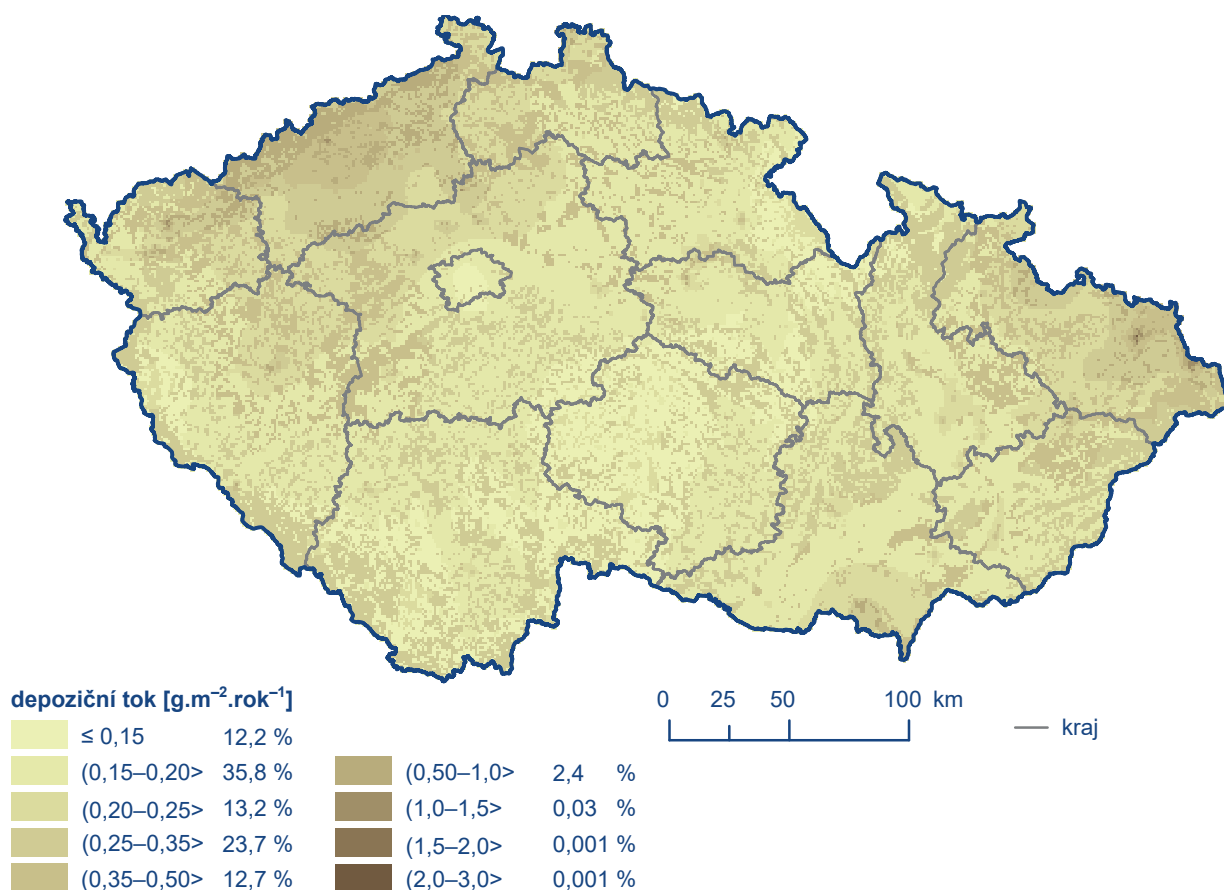 depoziční tok [g.m⁻².rok⁻¹]
≤ 0,15 12,2 %
(0,15–0,20> 35,8 %
(0,20–0,25> 13,2 %
(0,25–0,35> 23,7 %
(0,35–0,50> 12,7 %
(0,50–1,0> 2,4 %
(1,0–1,5> 0,03 %
(1,5–2,0> 0,001 %
(2,0–3,0> 0,001 %
0 25 50 100 km
kraj